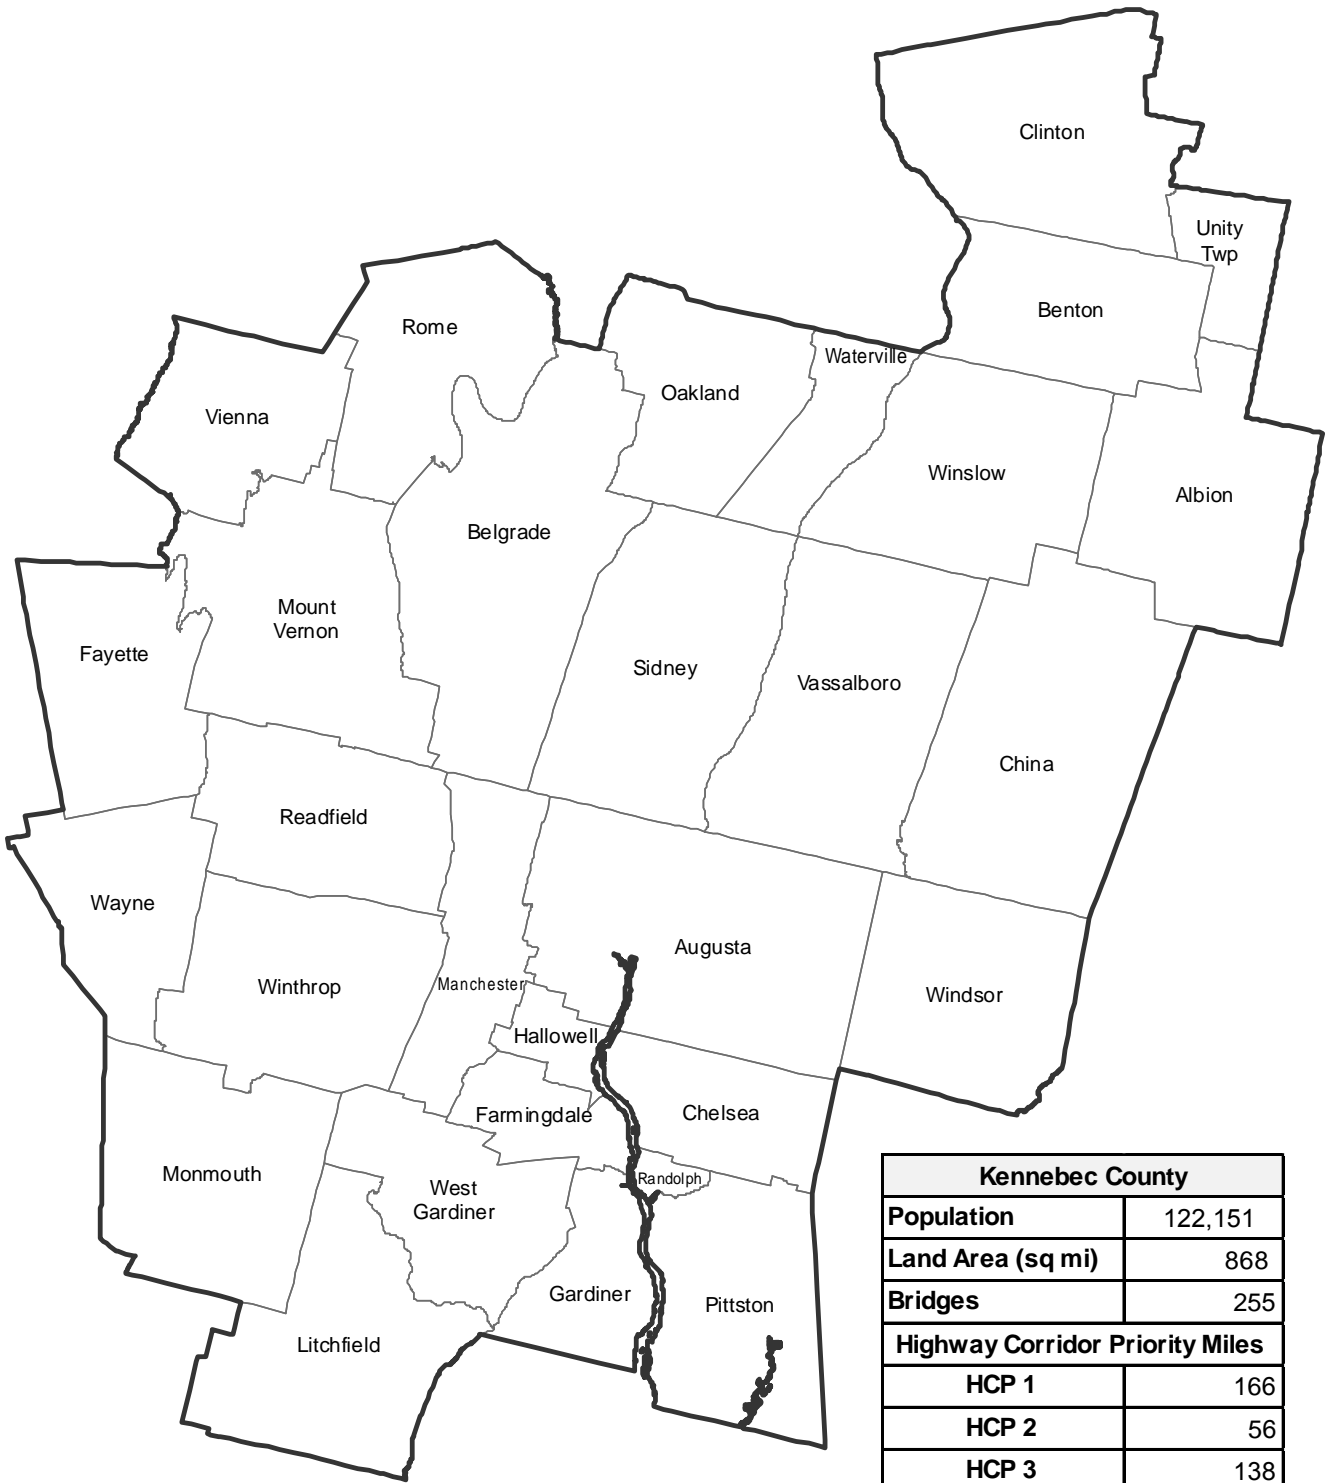 Clinton
Unity
Twp
Benton
Rome
Waterville
Oakland
Vienna
Winslow
Albion
Belgrade
Mount
Vernon
Fayette
Sidney
Vassalboro
China
Readfield
Wayne
Augusta
Winthrop
Manchester
Windsor
Hallowell
Farmingdale
Chelsea
Monmouth
West
Gardiner
Randolph
Gardiner
Pittston
Litchfield
Kennebec County
Population 122,151
Land Area (sq mi) 868
Bridges 255
Highway Corridor Priority Miles
HCP 1 166
HCP 2 56
HCP 3 138